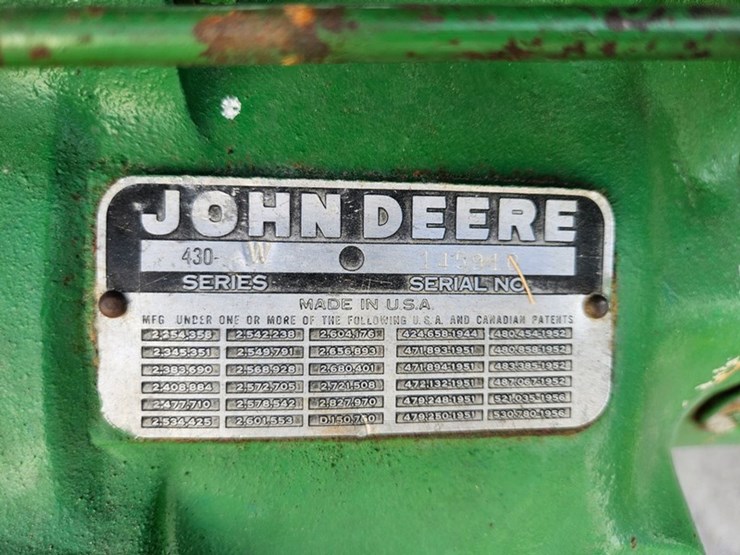 JOHN DEERE
430- W
SERIES SERIAL NO.
MADE IN U.S.A.
MFG UNDER ONE OR MORE OF THE FOLLOWING U.S.A. AND CANADIAN PATENTS
2,254,358 2,542,238 2,604,176 424,658-1944 480,454-1952
2,345,351 2,549,791 2,656,893 471,893-1951 480,858-1952
2,383,690 2,568,928 2,680,401 471,894-1951 483,385-1952
2,408,884 2,572,705 2,721,508 472,132-1951 487,067-1952
2,477,710 2,578,542 2,827,970 479,248-1951 521,035-1956
2,534,425 2,601,553 D.150,750 479,250-1951 530,780-1956